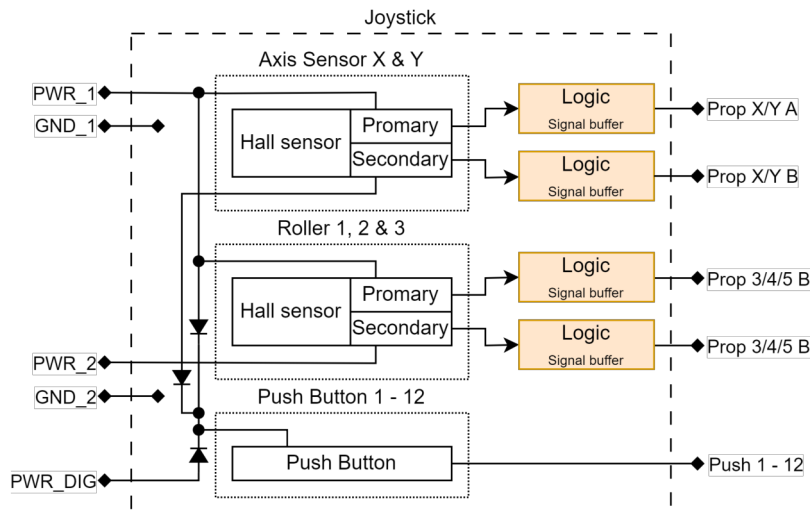 Joystick
Axis Sensor X & Y
PWR_1
GND_1
Hall sensor
Promary
Secondary
Logic
Signal buffer
Prop X/Y A
Logic
Signal buffer
Prop X/Y B
Roller 1, 2 & 3
Hall sensor
Promary
Secondary
Logic
Signal buffer
Prop 3/4/5 B
Logic
Signal buffer
Prop 3/4/5 B
PWR_2
GND_2
Push Button 1 - 12
Push Button
Push 1 - 12
PWR_DIG